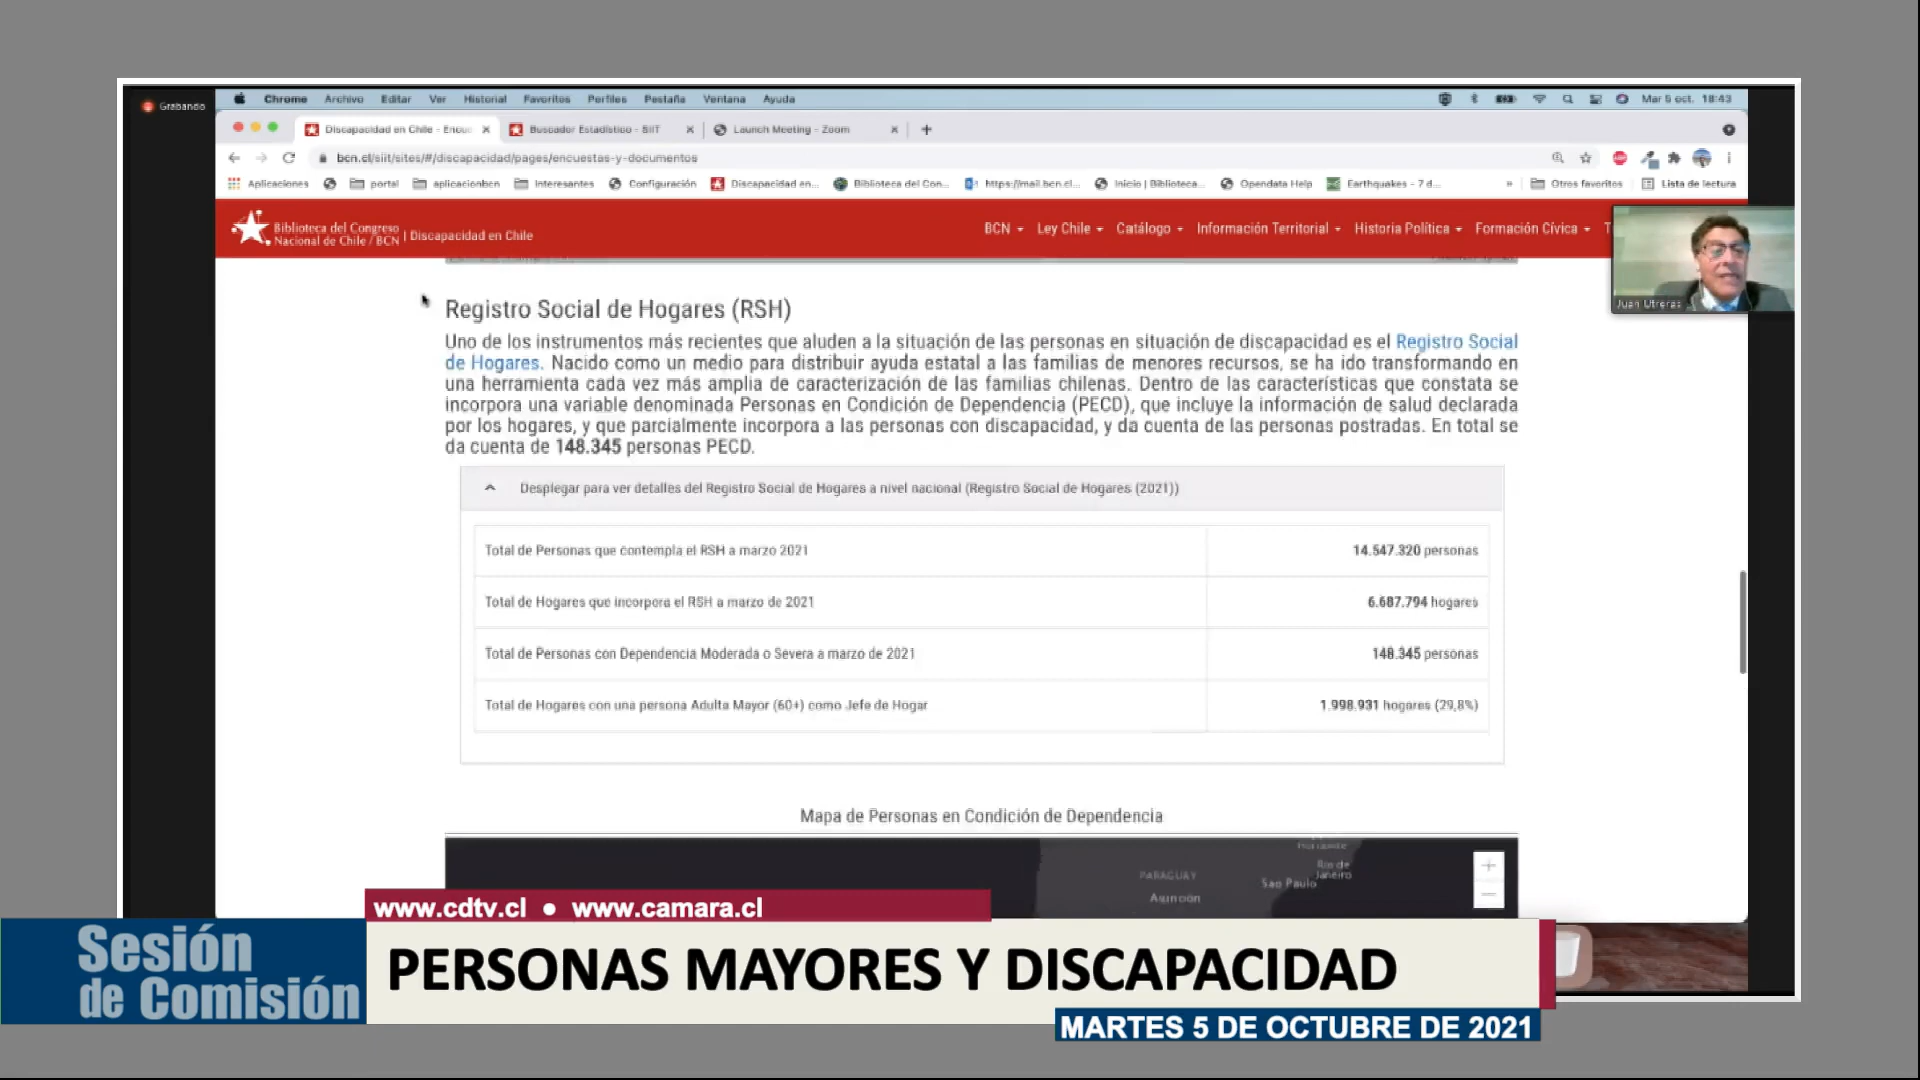 Grabando
Chrome Archivo Editar Ver Historial Favoritos Perfiles Pestaña Ventana Ayuda
Mar 5 oct. 18:43
Discapacidad en Chile - Encue
Buscador Estadístico - SIIT
Launch Meeting - Zoom
bcn.cl/siit/sites/#/discapacidad/pages/encuestas-y-documentos
Aplicaciones portal aplicacionbcn Interesantes Configuración Discapacidad en... Biblioteca del Con... https://mail.bcn.cl... Inicio | Biblioteca... Opendata Help Earthquakes - 7 d... » Otros favoritos Lista de lectura
Biblioteca del Congreso
Nacional de Chile / BCN | Discapacidad en Chile
BCN Ley Chile Catálogo Información Territorial Historia Política Formación Cívica T
Juan Utreras
Registro Social de Hogares (RSH)
Uno de los instrumentos más recientes que aluden a la situación de las personas en situación de discapacidad es el Registro Social
de Hogares. Nacido como un medio para distribuir ayuda estatal a las familias de menores recursos, se ha ido transformando en
una herramienta cada vez más amplia de caracterización de las familias chilenas. Dentro de las características que constata se
incorpora una variable denominada Personas en Condición de Dependencia (PECD), que incluye la información de salud declarada
por los hogares, y que parcialmente incorpora a las personas con discapacidad, y da cuenta de las personas postradas. En total se
da cuenta de 148.345 personas PECD.
Desplegar para ver detalles del Registro Social de Hogares a nivel nacional (Registro Social de Hogares (2021))
Total de Personas que contempla el RSH a marzo 2021 14.547.320 personas
Total de Hogares que incorpora el RSH a marzo de 2021 6.687.794 hogares
Total de Personas con Dependencia Moderada o Severa a marzo de 2021 148.345 personas
Total de Hogares con una persona Adulta Mayor (60+) como Jefe de Hogar 1.998.931 hogares (29,8%)
Mapa de Personas en Condición de Dependencia
PARAGUAY
Asunción
Sao Paulo
Rio de
Janeiro
www.cdtv.cl • www.camara.cl
Sesión
de Comisión
PERSONAS MAYORES Y DISCAPACIDAD
MARTES 5 DE OCTUBRE DE 2021